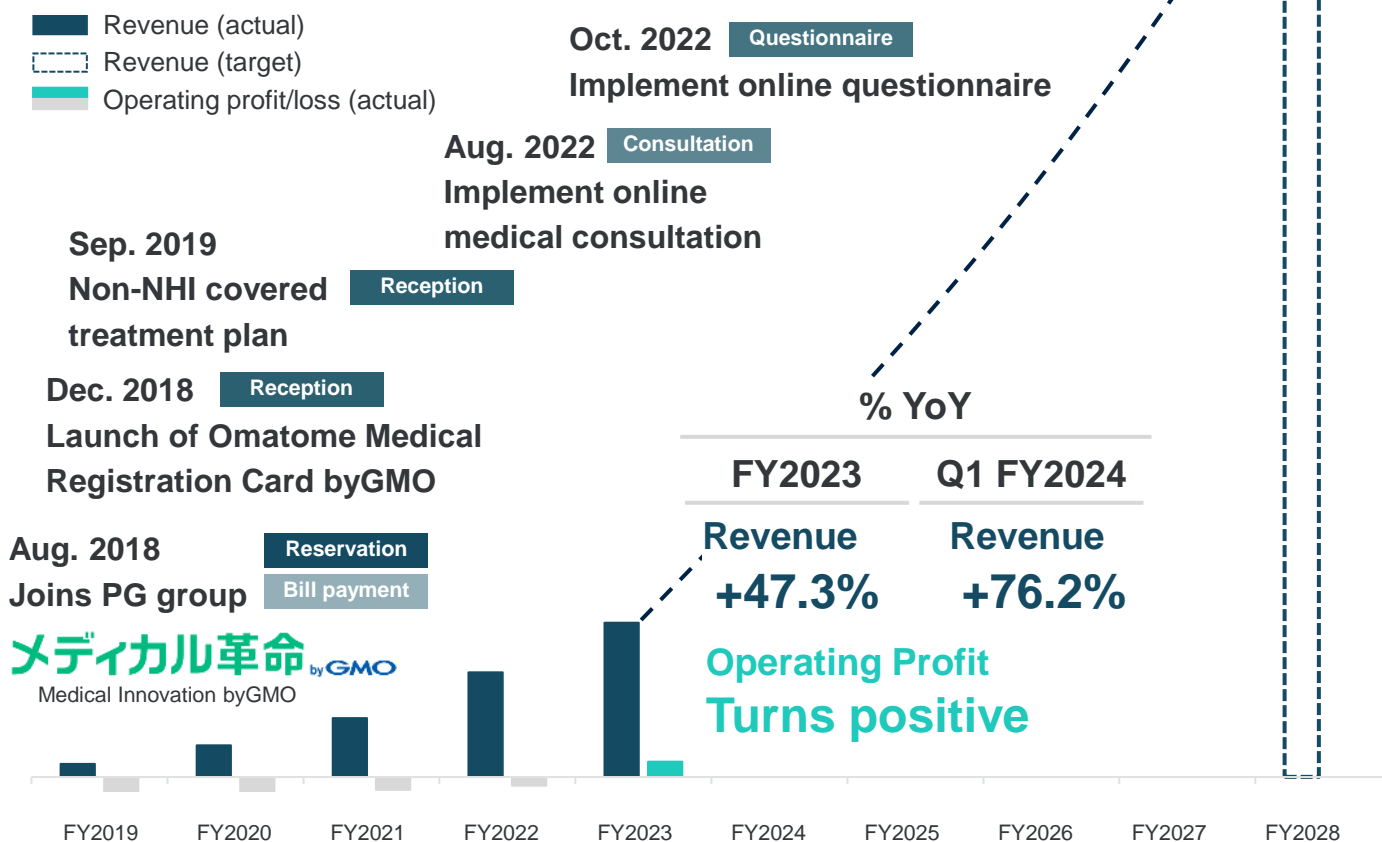 Revenue (actual)
Revenue (target)
Operating profit/loss (actual)
Oct. 2022 Questionnaire
Implement online questionnaire
Aug. 2022 Consultation
Implement online
medical consultation
Sep. 2019
Non-NHI covered Reception
treatment plan
Dec. 2018 Reception
Launch of Omatome Medical
Registration Card byGMO
Aug. 2018 Reservation
Joins PG group Bill payment
メディカル革命 by GMO
Medical Innovation byGMO
% YoY
FY2023 Q1 FY2024
Revenue Revenue
+47.3% +76.2%
Operating Profit
Turns positive
FY2019 FY2020 FY2021 FY2022 FY2023 FY2024 FY2025 FY2026 FY2027 FY2028